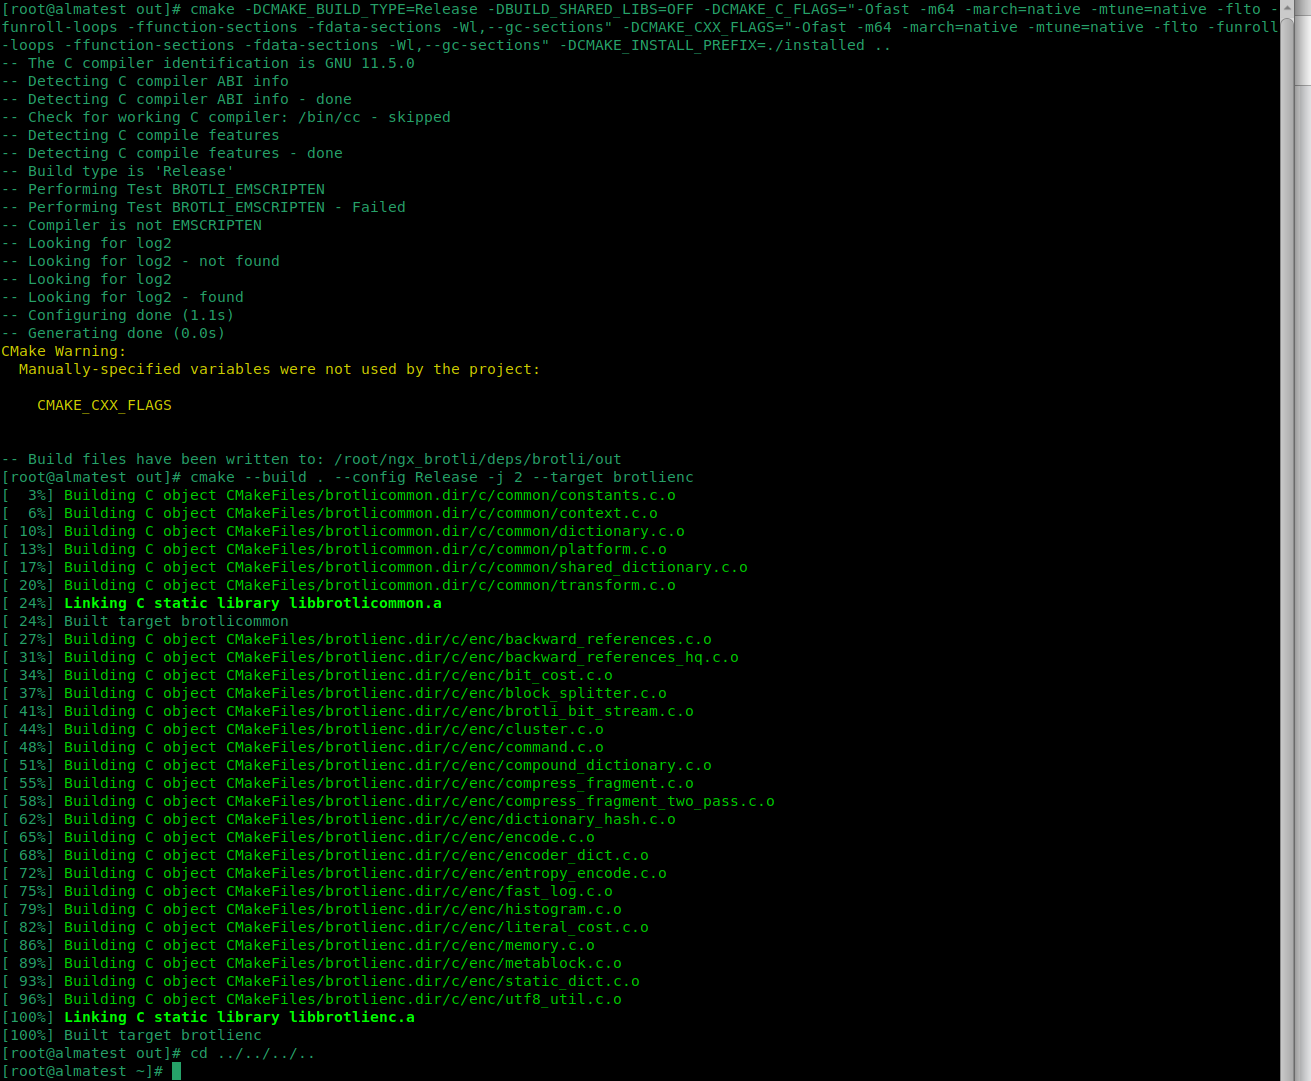 [root@almatest out]# cmake -DCMAKE_BUILD_TYPE=Release -DBUILD_SHARED_LIBS=OFF -DCMAKE_C_FLAGS="-Ofast -m64 -march=native -mtune=native -flto -
funroll-loops -ffunction-sections -fdata-sections -Wl,--gc-sections" -DCMAKE_CXX_FLAGS="-Ofast -m64 -march=native -mtune=native -flto -funroll
-loops -ffunction-sections -fdata-sections -Wl,--gc-sections" -DCMAKE_INSTALL_PREFIX=./installed ..
-- The C compiler identification is GNU 11.5.0
-- Detecting C compiler ABI info
-- Detecting C compiler ABI info - done
-- Check for working C compiler: /bin/cc - skipped
-- Detecting C compile features
-- Detecting C compile features - done
-- Build type is 'Release'
-- Performing Test BROTLI_EMSCRIPTEN
-- Performing Test BROTLI_EMSCRIPTEN - Failed
-- Compiler is not EMSCRIPTEN
-- Looking for log2
-- Looking for log2 - not found
-- Looking for log2
-- Looking for log2 - found
-- Configuring done (1.1s)
-- Generating done (0.0s)
CMake Warning:
  Manually-specified variables were not used by the project:
    CMAKE_CXX_FLAGS
-- Build files have been written to: /root/ngx_brotli/deps/brotli/out
[root@almatest out]# cmake --build . --config Release -j 2 --target brotlienc
[  3%] Building C object CMakeFiles/brotlicommon.dir/c/common/constants.c.o
[  6%] Building C object CMakeFiles/brotlicommon.dir/c/common/context.c.o
[ 10%] Building C object CMakeFiles/brotlicommon.dir/c/common/dictionary.c.o
[ 13%] Building C object CMakeFiles/brotlicommon.dir/c/common/platform.c.o
[ 17%] Building C object CMakeFiles/brotlicommon.dir/c/common/shared_dictionary.c.o
[ 20%] Building C object CMakeFiles/brotlicommon.dir/c/common/transform.c.o
[ 24%] Linking C static library libbrotlicommon.a
[ 24%] Built target brotlicommon
[ 27%] Building C object CMakeFiles/brotlienc.dir/c/enc/backward_references.c.o
[ 31%] Building C object CMakeFiles/brotlienc.dir/c/enc/backward_references_hq.c.o
[ 34%] Building C object CMakeFiles/brotlienc.dir/c/enc/bit_cost.c.o
[ 37%] Building C object CMakeFiles/brotlienc.dir/c/enc/block_splitter.c.o
[ 41%] Building C object CMakeFiles/brotlienc.dir/c/enc/brotli_bit_stream.c.o
[ 44%] Building C object CMakeFiles/brotlienc.dir/c/enc/cluster.c.o
[ 48%] Building C object CMakeFiles/brotlienc.dir/c/enc/command.c.o
[ 51%] Building C object CMakeFiles/brotlienc.dir/c/enc/compound_dictionary.c.o
[ 55%] Building C object CMakeFiles/brotlienc.dir/c/enc/compress_fragment.c.o
[ 58%] Building C object CMakeFiles/brotlienc.dir/c/enc/compress_fragment_two_pass.c.o
[ 62%] Building C object CMakeFiles/brotlienc.dir/c/enc/dictionary_hash.c.o
[ 65%] Building C object CMakeFiles/brotlienc.dir/c/enc/encode.c.o
[ 68%] Building C object CMakeFiles/brotlienc.dir/c/enc/encoder_dict.c.o
[ 72%] Building C object CMakeFiles/brotlienc.dir/c/enc/entropy_encode.c.o
[ 75%] Building C object CMakeFiles/brotlienc.dir/c/enc/fast_log.c.o
[ 79%] Building C object CMakeFiles/brotlienc.dir/c/enc/histogram.c.o
[ 82%] Building C object CMakeFiles/brotlienc.dir/c/enc/literal_cost.c.o
[ 86%] Building C object CMakeFiles/brotlienc.dir/c/enc/memory.c.o
[ 89%] Building C object CMakeFiles/brotlienc.dir/c/enc/metablock.c.o
[ 93%] Building C object CMakeFiles/brotlienc.dir/c/enc/static_dict.c.o
[ 96%] Building C object CMakeFiles/brotlienc.dir/c/enc/utf8_util.c.o
[100%] Linking C static library libbrotlienc.a
[100%] Built target brotlienc
[root@almatest out]# cd ../../../..
[root@almatest ~]#